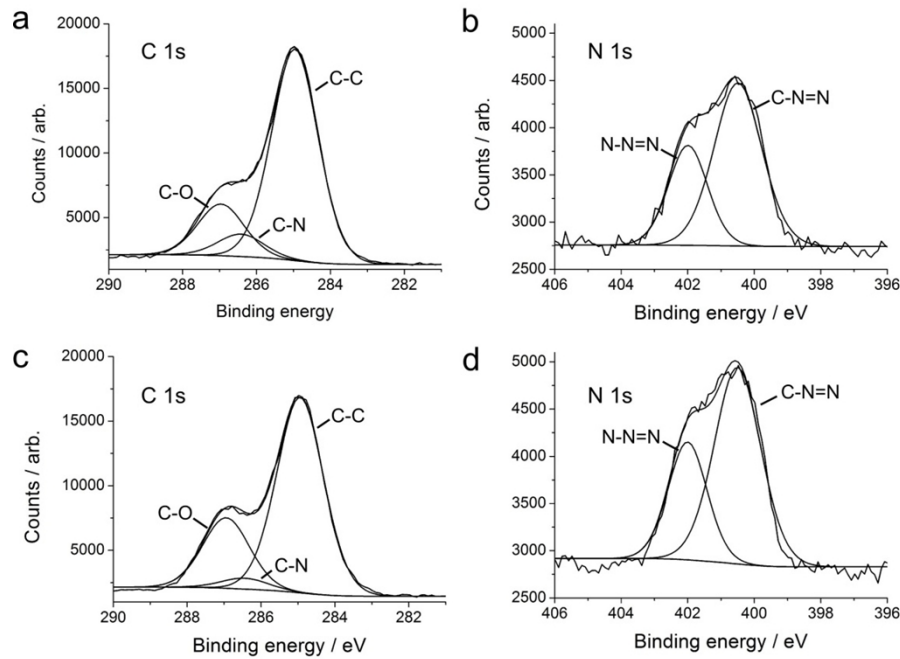 a
C 1s
20000
15000
10000
5000
0
Counts / arb.
C-C
C-O
C-N
290 288 286 284 282
Binding energy
b
N 1s
5000
4500
4000
3500
3000
2500
Counts / arb.
C-N=N
N-N=N
406 404 402 400 398 396
Binding energy / eV
c
C 1s
20000
15000
10000
5000
0
Counts / arb.
C-C
C-O
C-N
290 288 286 284 282
Binding energy / eV
d
N 1s
5000
4500
4000
3500
3000
2500
Counts / arb.
C-N=N
N-N=N
406 404 402 400 398 396
Binding energy / eV